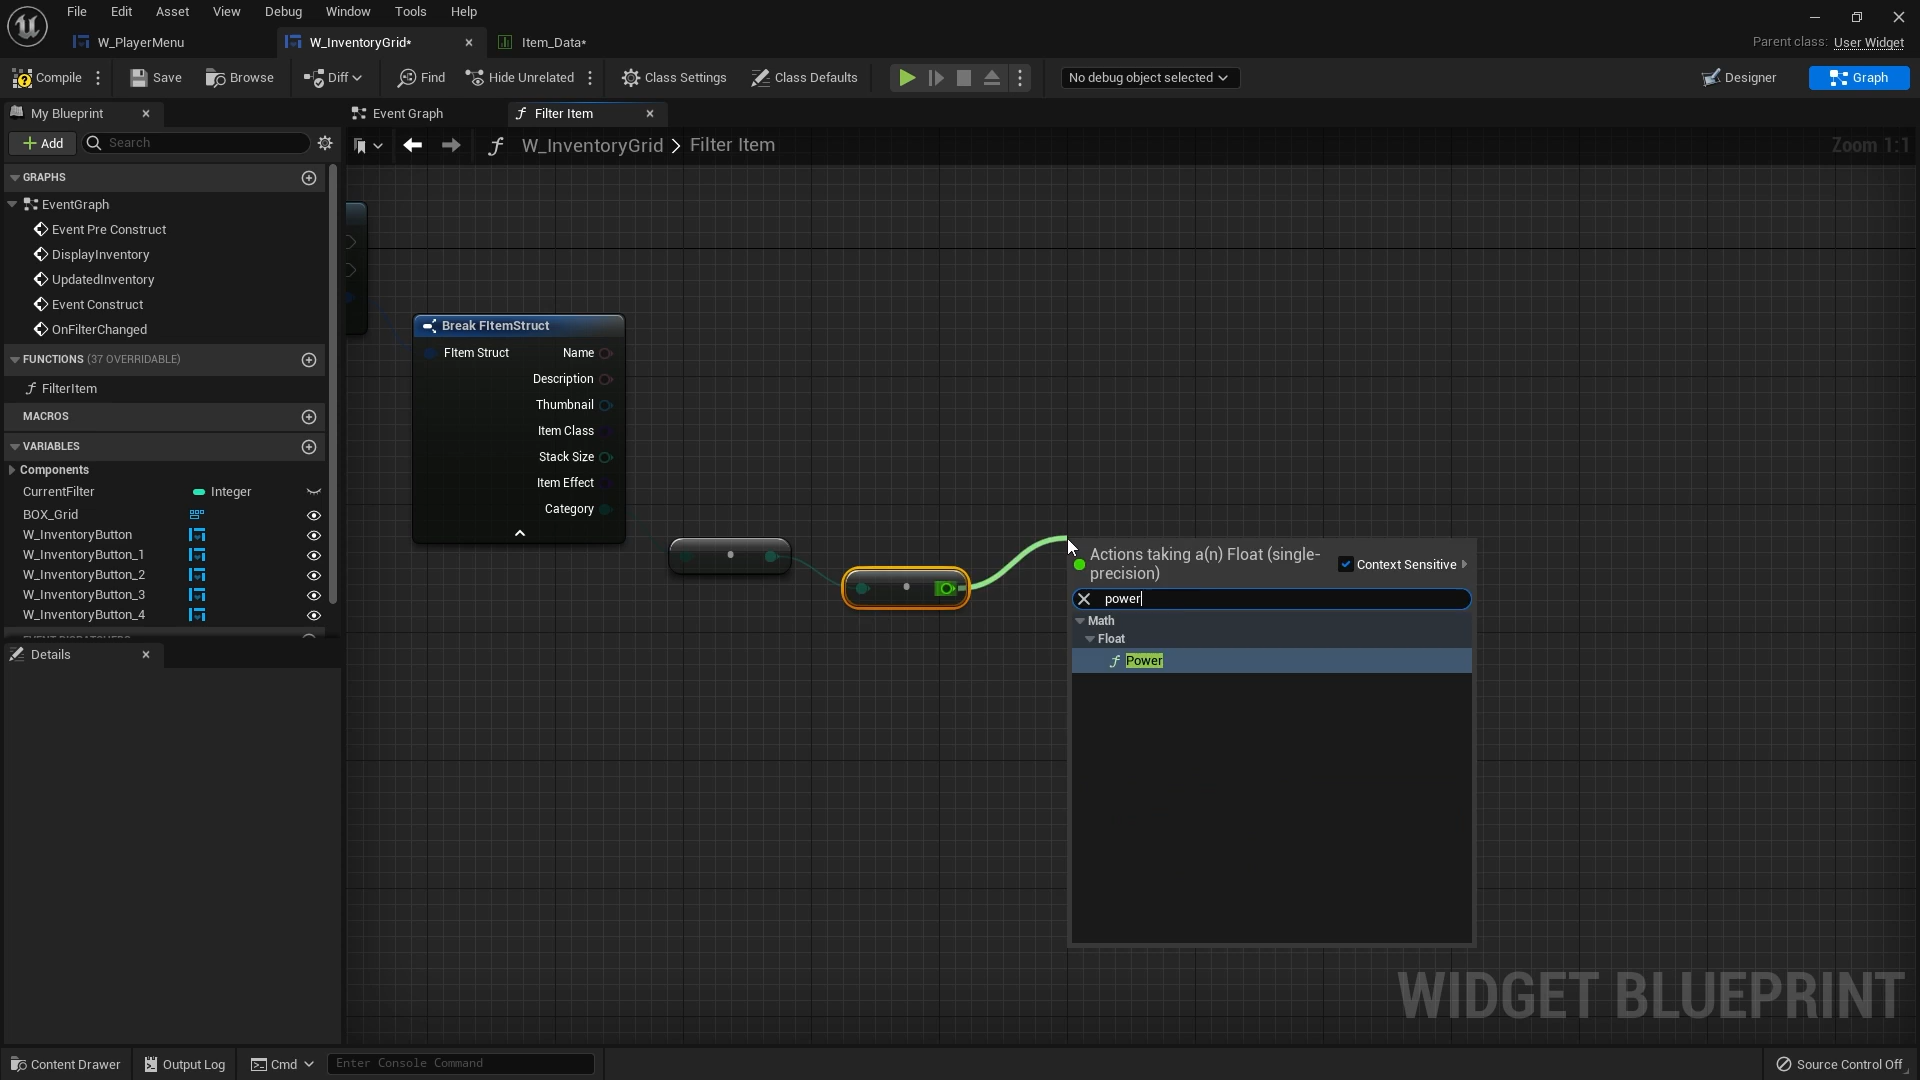 File Edit Asset View Debug Window Tools Help
W_PlayerMenu W_InventoryGrid* Item_Data*
Parent class: User Widget
Compile Save Browse Diff Find Hide Unrelated Class Settings Class Defaults No debug object selected Designer Graph
My Blueprint Event Graph Filter Item
Add Search W_InventoryGrid > Filter Item Zoom 1:1
GRAPHS
EventGraph
Event Pre Construct
DisplayInventory
UpdatedInventory
Event Construct
OnFilterChanged
FUNCTIONS (37 OVERRIDABLE)
FilterItem
MACROS
VARIABLES
Components
CurrentFilter Integer
BOX_Grid
W_InventoryButton
W_InventoryButton_1
W_InventoryButton_2
W_InventoryButton_3
W_InventoryButton_4
EVENT DISPATCHERS
Details
Break FItemStruct
FItem Struct Name
Description
Thumbnail
Item Class
Stack Size
Item Effect
Category
Actions taking a(n) Float (single-
precision) Context Sensitive
power
Math
Float
Power
WIDGET BLUEPRINT
Content Drawer Output Log Cmd Enter Console Command Source Control Off